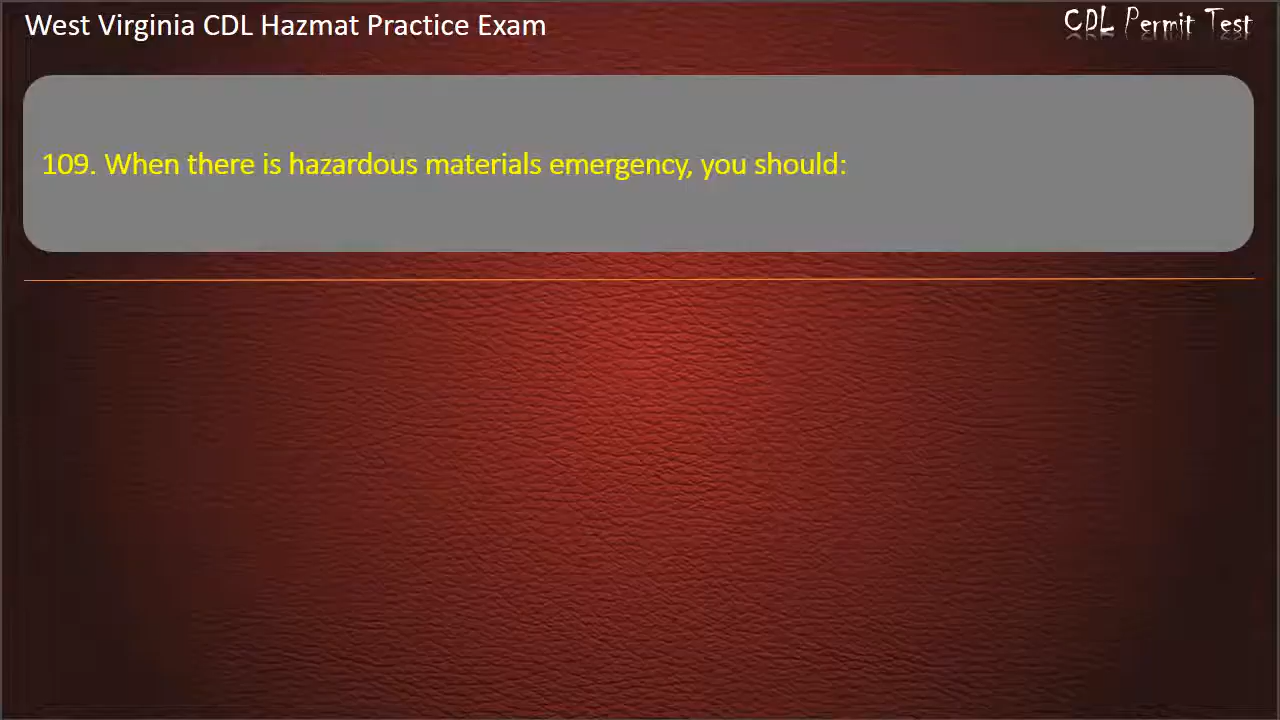 West Virginia CDL Hazmat Practice Exam
CDL Permit Test
109. When there is hazardous materials emergency, you should: